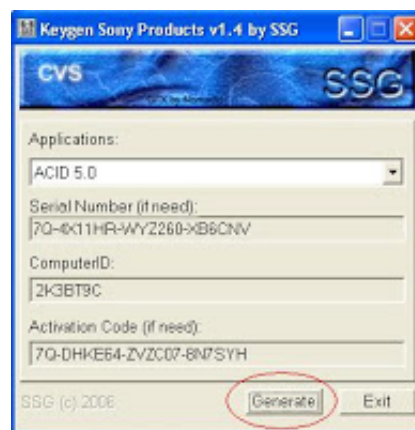 Keygen Sony Products v1.4 by SSG
CVS
SSG
Applications:
ACID 5.0
Serial Number (if need):
7Q-4X11HR-WYZ260-XB6CNV
ComputerID:
2K3BT9C
Activation Code (if need):
7Q-DHKE64-ZVZC07-8N7SYH
SSG (c) 2006
Generate
Exit